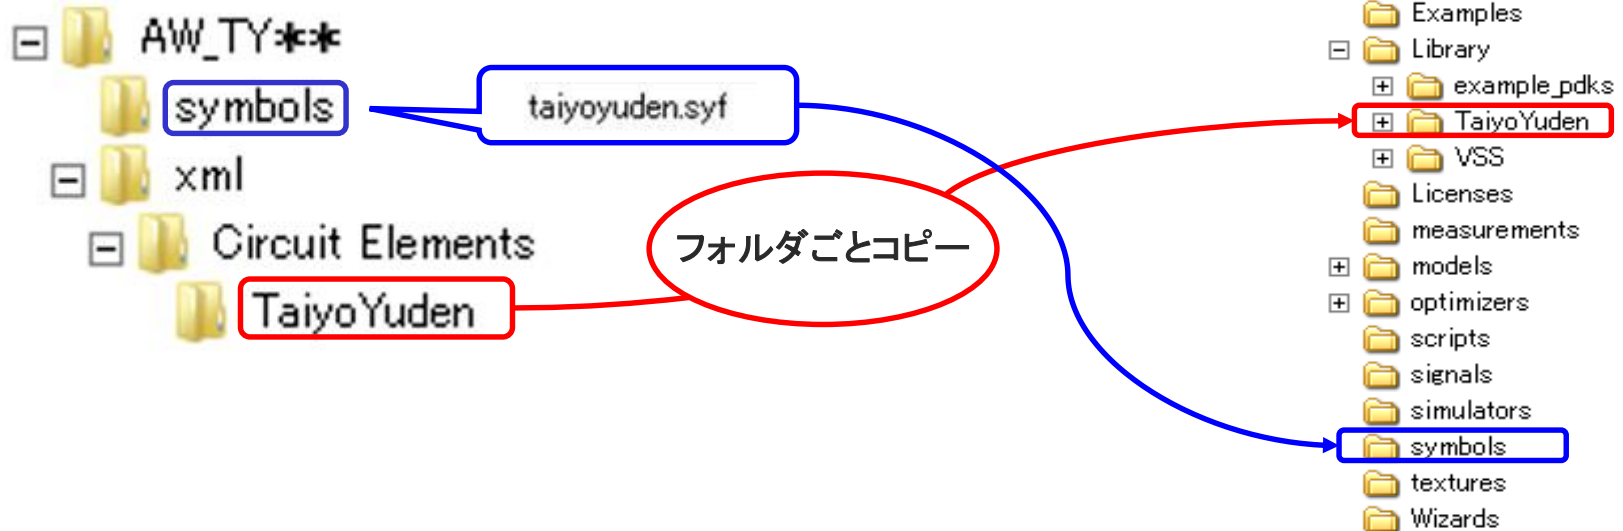 AW_TY**
symbols
taiyoyuden.syf
xml
Circuit Elements
TaiyoYuden
フォルダごとコピー
Examples
Library
example_pdks
TaiyoYuden
VSS
Licenses
measurements
models
optimizers
scripts
signals
simulators
symbols
textures
Wizards